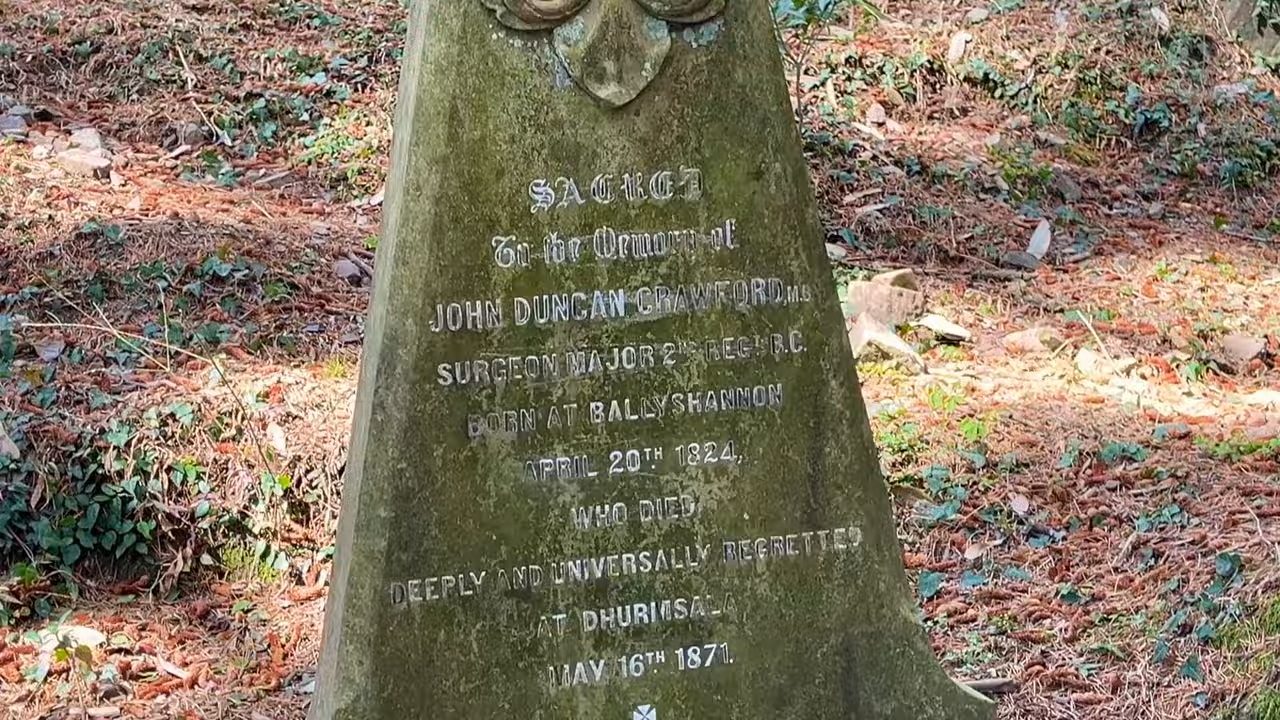 SACRED
To the Memory of
JOHN DUNCAN CRAWFORD,
SURGEON MAJOR 2ND REGT B.C.
BORN AT BALLYSHANNON
APRIL 20TH 1824,
WHO DIED,
DEEPLY AND UNIVERSALLY REGRETTED
AT DHURMSALA
MAY 16TH 1871.